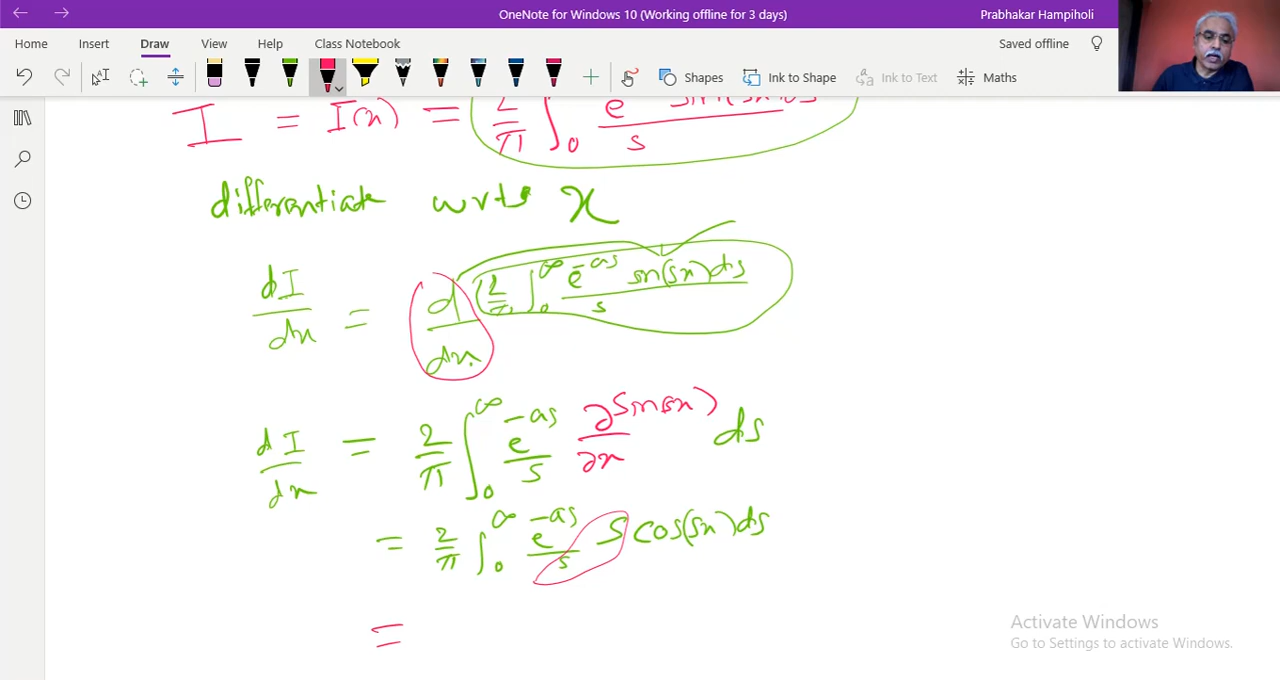 OneNote for Windows 10 (Working offline for 3 days)
Prabhakar Hampiholi
Home Insert Draw View Help Class Notebook
Saved offline
Shapes Ink to Shape Ink to Text Maths
I = I(x) = 2/π ∫₀ e sin(sx)ds / s
differentiate wrto x
dI/dx = d/dx (2/π ∫₀^∞ e^-as/s sin(sx)ds
dI/dx = 2/π ∫₀^∞ e^-as/s ∂/∂x sin(sx) ds
= 2/π ∫₀^∞ e^-as/s s cos(sx)ds
=
Activate Windows
Go to Settings to activate Windows.